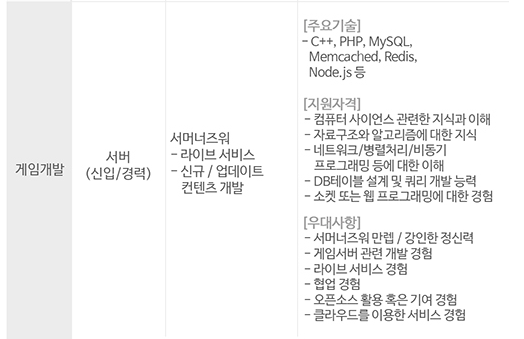 게임개발
서버
(신입/경력)
서머너즈워
- 라이브 서비스
- 신규 / 업데이트
컨텐츠 개발
[주요기술]
- C++, PHP, MySQL,
Memcached, Redis,
Node.js 등
[지원자격]
- 컴퓨터 사이언스 관련한 지식과 이해
- 자료구조와 알고리즘에 대한 지식
- 네트워크/병렬처리/비동기
프로그래밍 등에 대한 이해
- DB테이블 설계 및 쿼리 개발 능력
- 소켓 또는 웹 프로그래밍에 대한 경험
[우대사항]
- 서머너즈워 만렙 / 강인한 정신력
- 게임서버 관련 개발 경험
- 라이브 서비스 경험
- 협업 경험
- 오픈소스 활용 혹은 기여 경험
- 클라우드를 이용한 서비스 경험